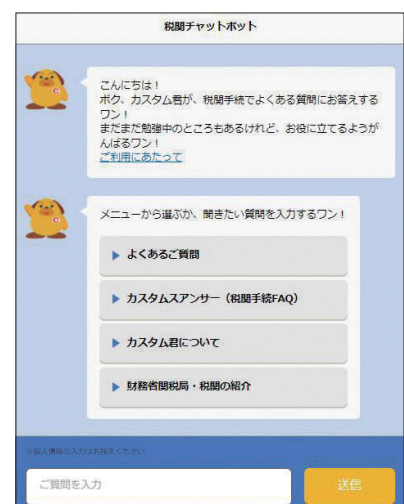 税関チャットボット
こんにちは！
ボク、カスタム君が、税関手続でよくある質問にお答えする
ワン！
まだまだ勉強中のところもあるけれど、お役に立てるようが
んばるワン！
ご利用にあたって
メニューから選ぶか、聞きたい質問を入力するワン！
よくあるご質問
カスタムスアンサー（税関手続FAQ）
カスタム君について
財務省関税局・税関の紹介
※個人情報の入力はお控えください
ご質問を入力
送信